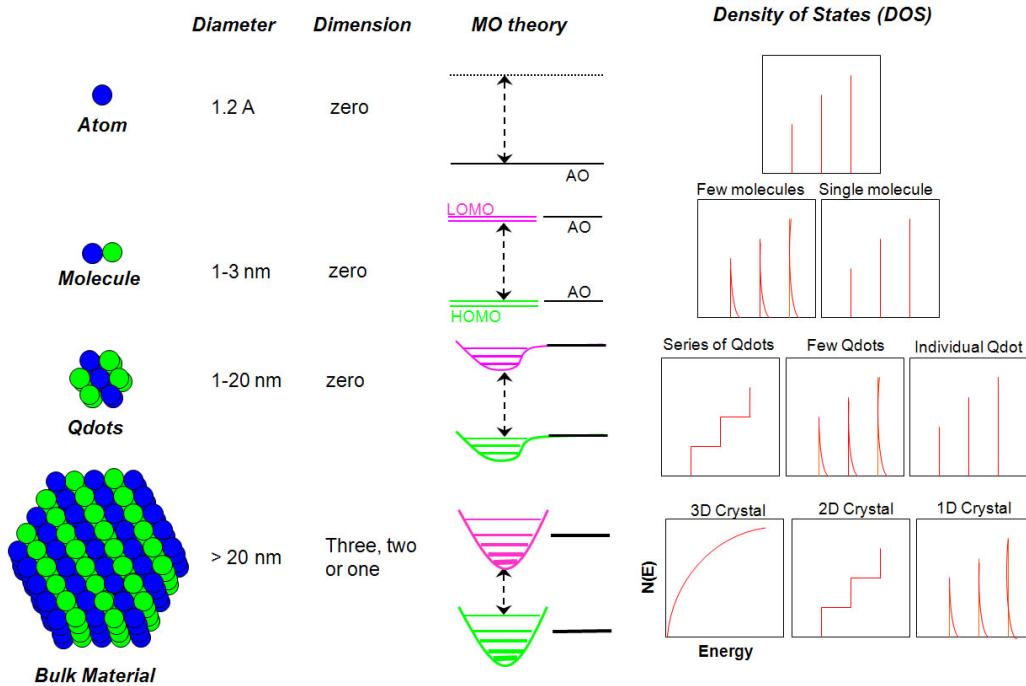 Diameter Dimension MO theory Density of States (DOS)
Atom 1.2 A zero AO
Few molecules Single molecule
LOMO AO
Molecule 1-3 nm zero AO
HOMO
Series of Qdots Few Qdots Individual Qdot
Qdots 1-20 nm zero
3D Crystal 2D Crystal 1D Crystal
> 20 nm Three, two
or one
N(E)
Energy
Bulk Material